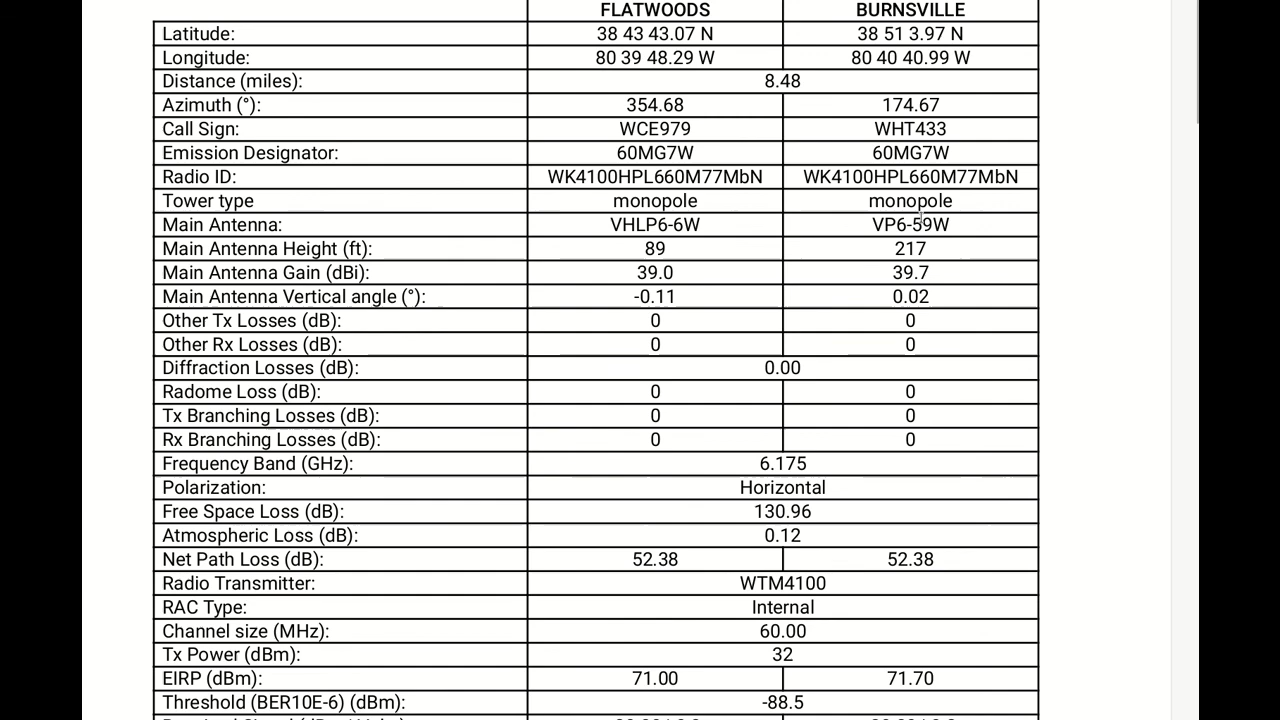 FLATWOODS BURNSVILLE
Latitude: 38 43 43.07 N 38 51 3.97 N
Longitude: 80 39 48.29 W 80 40 40.99 W
Distance (miles): 8.48
Azimuth (°): 354.68 174.67
Call Sign: WCE979 WHT433
Emission Designator: 60MG7W 60MG7W
Radio ID: WK4100HPL660M77MbN WK4100HPL660M77MbN
Tower type monopole monopole
Main Antenna: VHLP6-6W VP6-59W
Main Antenna Height (ft): 89 217
Main Antenna Gain (dBi): 39.0 39.7
Main Antenna Vertical angle (°): -0.11 0.02
Other Tx Losses (dB): 0 0
Other Rx Losses (dB): 0 0
Diffraction Losses (dB): 0.00
Radome Loss (dB): 0 0
Tx Branching Losses (dB): 0 0
Rx Branching Losses (dB): 0 0
Frequency Band (GHz): 6.175
Polarization: Horizontal
Free Space Loss (dB): 130.96
Atmospheric Loss (dB): 0.12
Net Path Loss (dB): 52.38 52.38
Radio Transmitter: WTM4100
RAC Type: Internal
Channel size (MHz): 60.00
Tx Power (dBm): 32
EIRP (dBm): 71.00 71.70
Threshold (BER10E-6) (dBm): -88.5